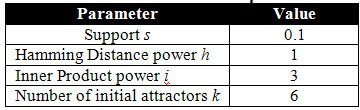 Parameter Value
Support s 0.1
Hamming Distance power h 1
Inner Product power i 3
Number of initial attractors k 6